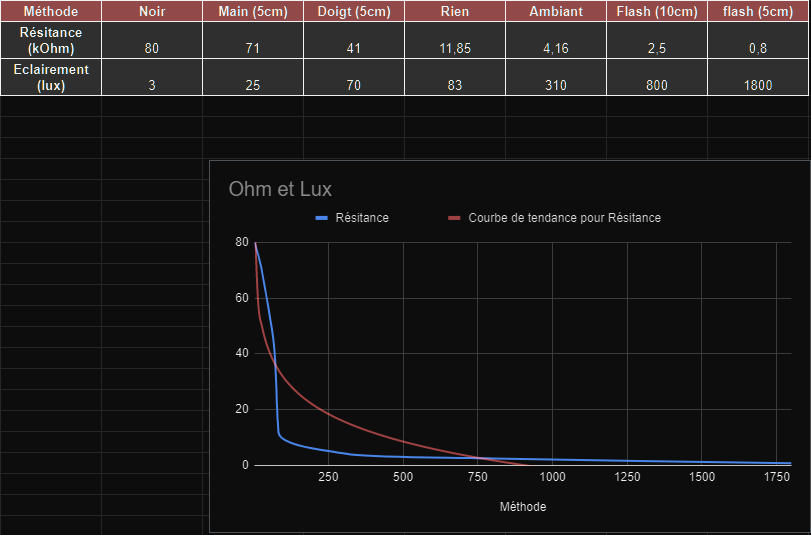 Méthode Noir Main (5cm) Doigt (5cm) Rien Ambiant Flash (10cm) flash (5cm)
Résitance
(kOhm) 80 71 41 11,85 4,16 2,5 0,8
Eclairement
(lux) 3 25 70 83 310 800 1800
Ohm et Lux
Résitance Courbe de tendance pour Résitance
80
60
40
20
0
250 500 750 1000 1250 1500 1750
Méthode